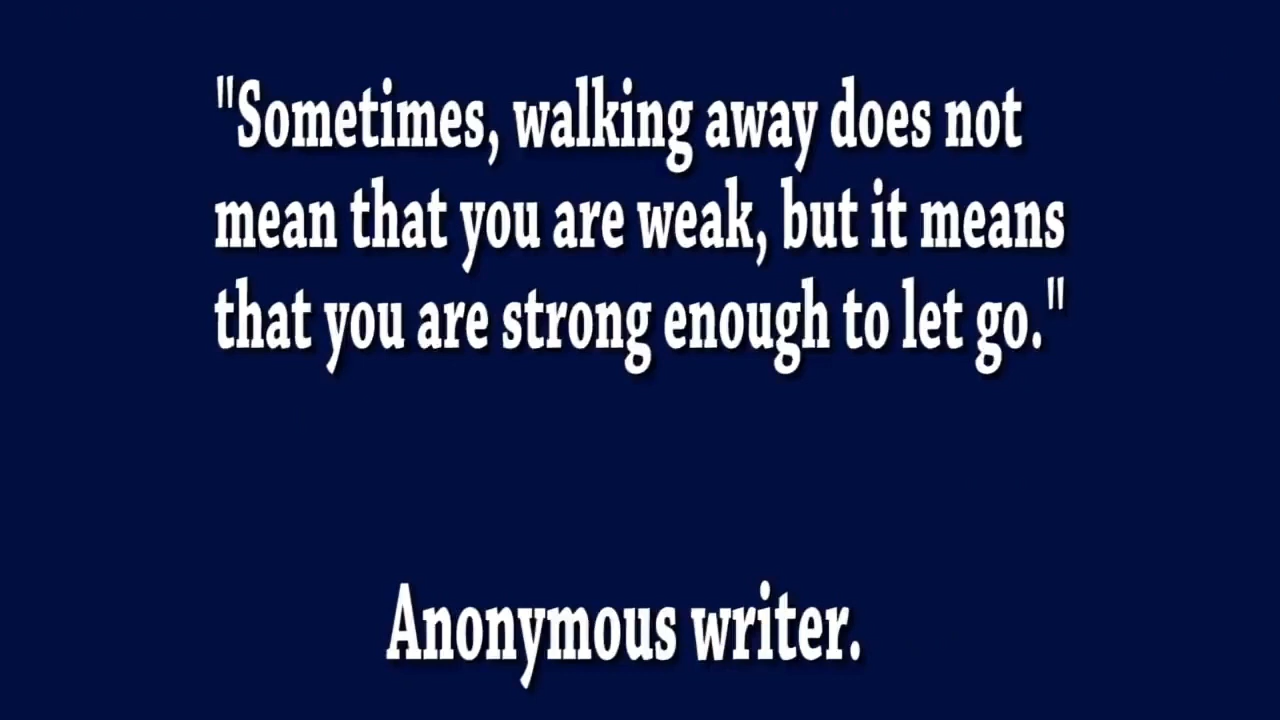 "Sometimes, walking away does not
mean that you are weak, but it means
that you are strong enough to let go."
Anonymous writer.